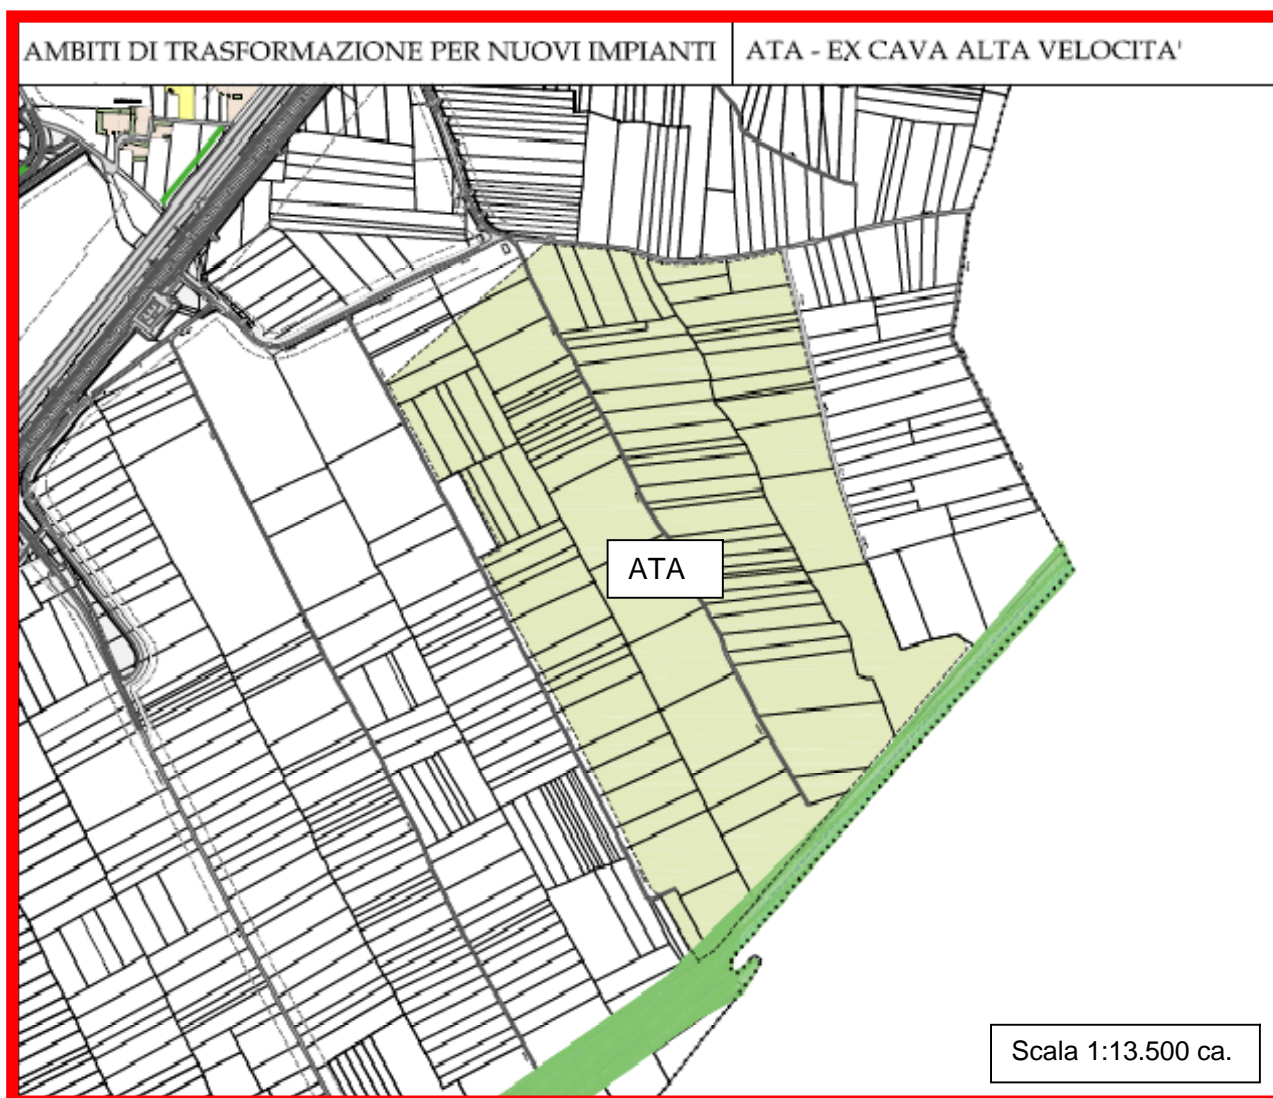 AMBITI DI TRASFORMAZIONE PER NUOVI IMPIANTI
ATA - EX CAVA ALTA VELOCITA'
ATA
Scala 1:13.500 ca.